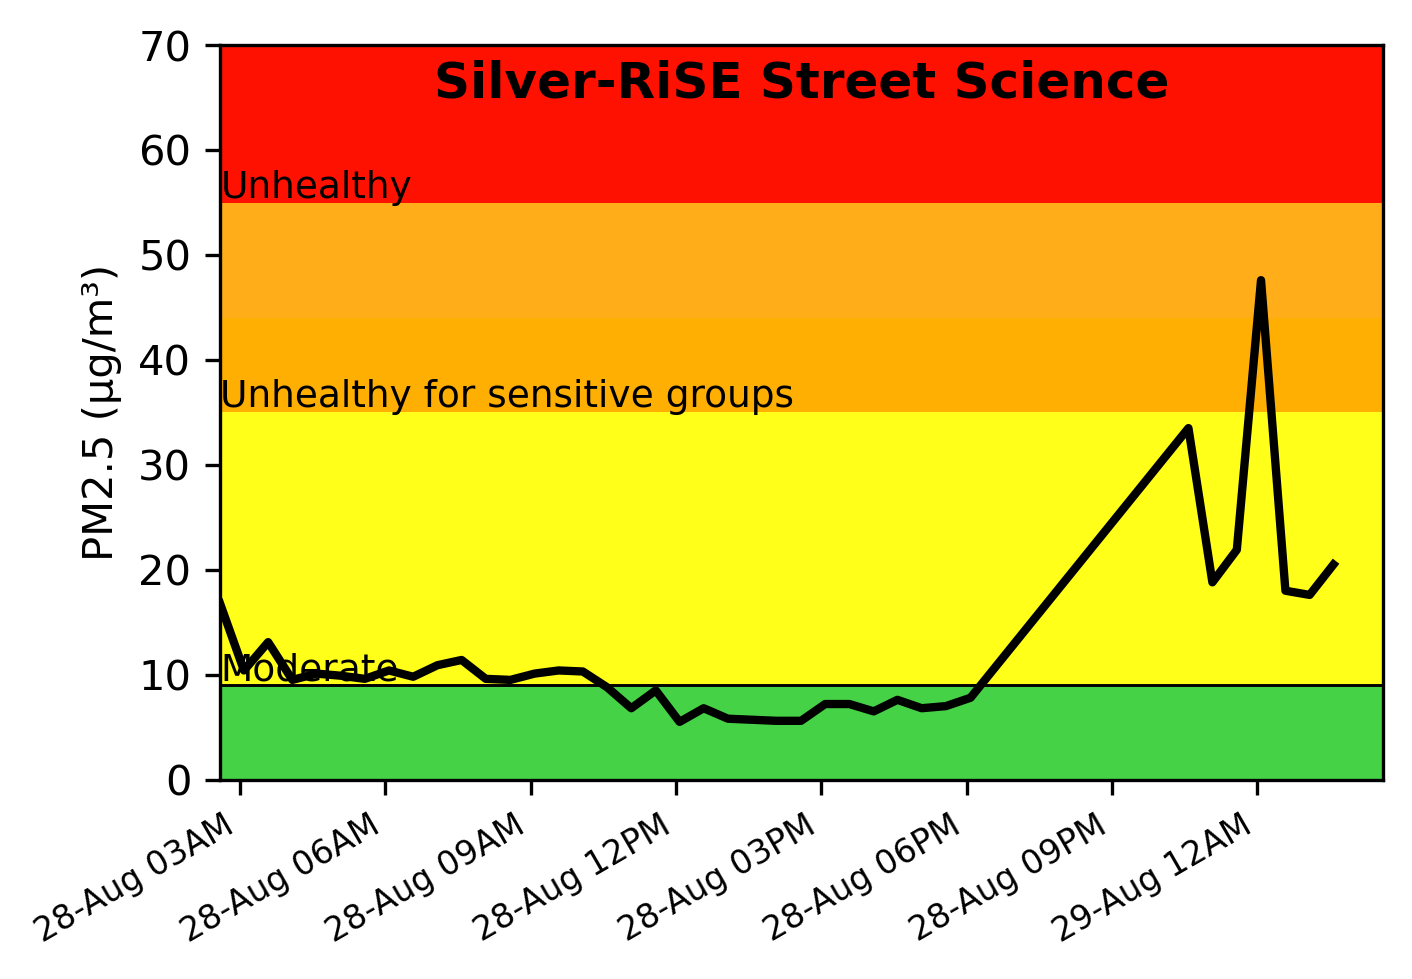 Silver-RiSE Street Science
PM2.5 (µg/m³)
70
60
50
40
30
20
10
0
Unhealthy
Unhealthy for sensitive groups
Moderate
28-Aug 03AM
28-Aug 06AM
28-Aug 09AM
28-Aug 12PM
28-Aug 03PM
28-Aug 06PM
28-Aug 09PM
29-Aug 12AM